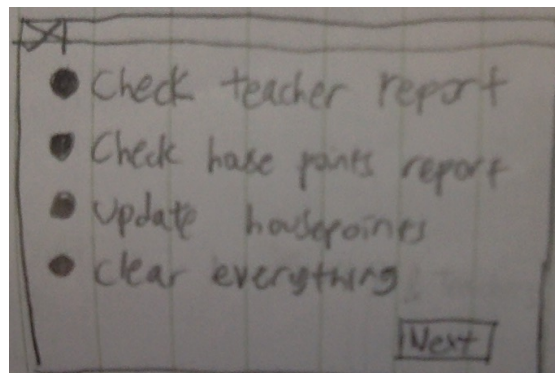 Check teacher report
Check house points report
Update housepoints
Clear everything
Next